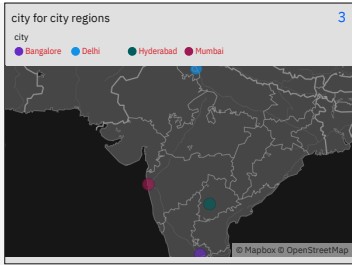 city for city regions 3
city
Bangalore Delhi Hyderabad Mumbai
© Mapbox © OpenStreetMap